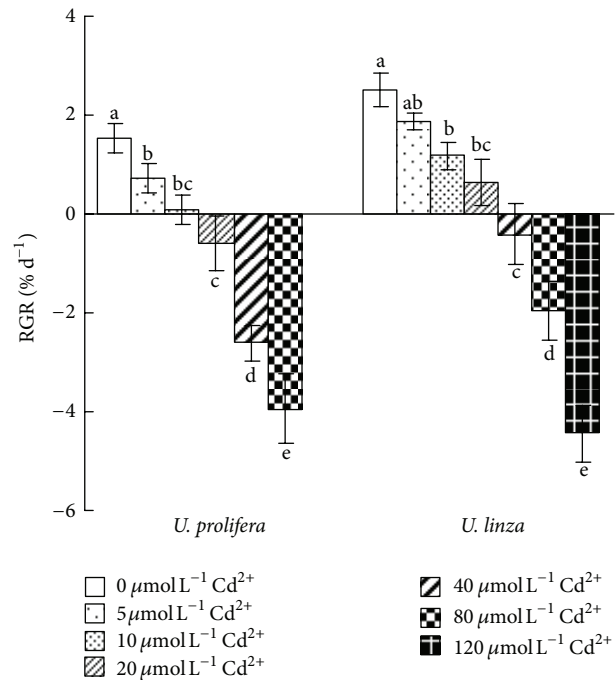 4
2
0
−2
−4
−6
RGR (% d⁻¹)
a
b
bc
c
d
e
a
ab
b
bc
c
d
e
U. prolifera
U. linza
0 μmol L⁻¹ Cd²⁺
5 μmol L⁻¹ Cd²⁺
10 μmol L⁻¹ Cd²⁺
20 μmol L⁻¹ Cd²⁺
40 μmol L⁻¹ Cd²⁺
80 μmol L⁻¹ Cd²⁺
120 μmol L⁻¹ Cd²⁺